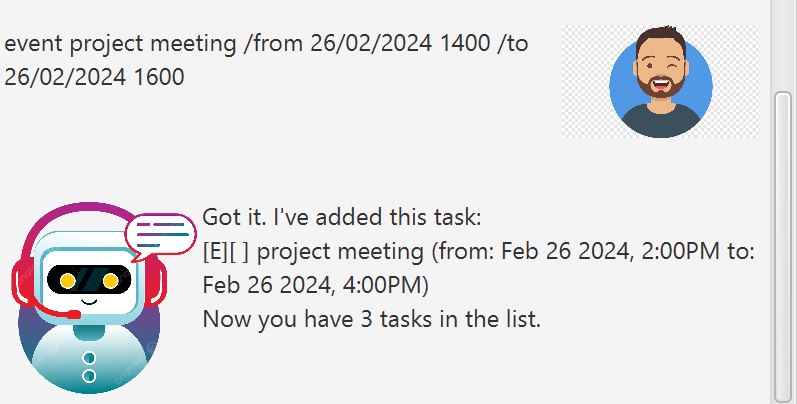 event project meeting /from 26/02/2024 1400 /to
26/02/2024 1600
Got it. I've added this task:
[E][ ] project meeting (from: Feb 26 2024, 2:00PM to:
Feb 26 2024, 4:00PM)
Now you have 3 tasks in the list.